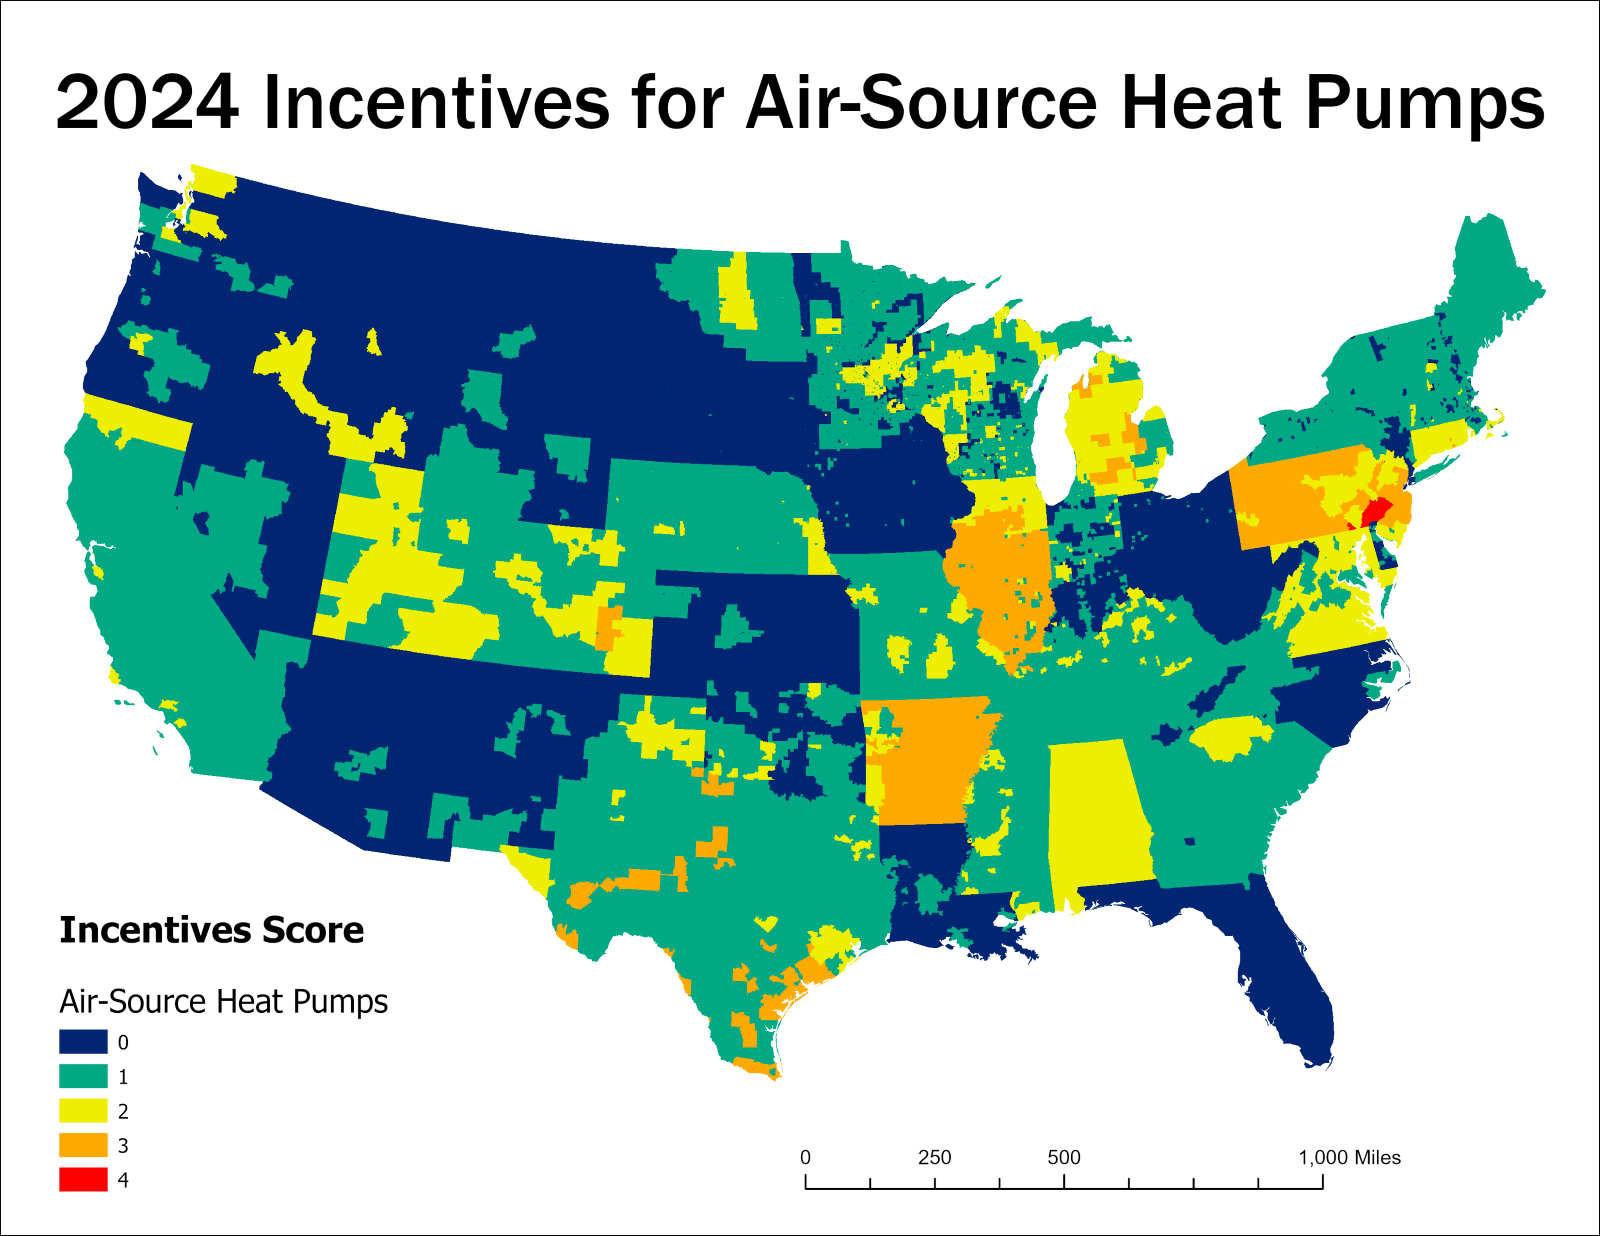 2024 Incentives for Air-Source Heat Pumps
Incentives Score
Air-Source Heat Pumps
0
1
2
3
4
0 250 500 1,000 Miles